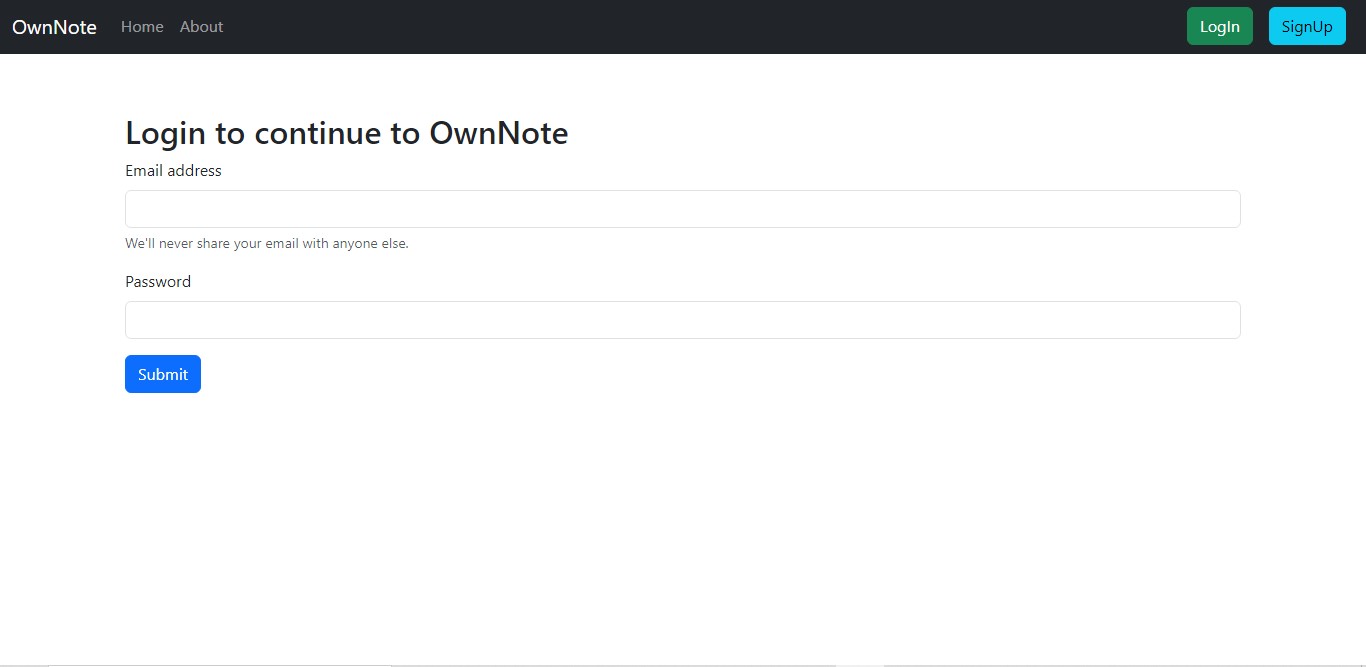 OwnNote Home About LogIn SignUp
Login to continue to OwnNote
Email address
We'll never share your email with anyone else.
Password
Submit